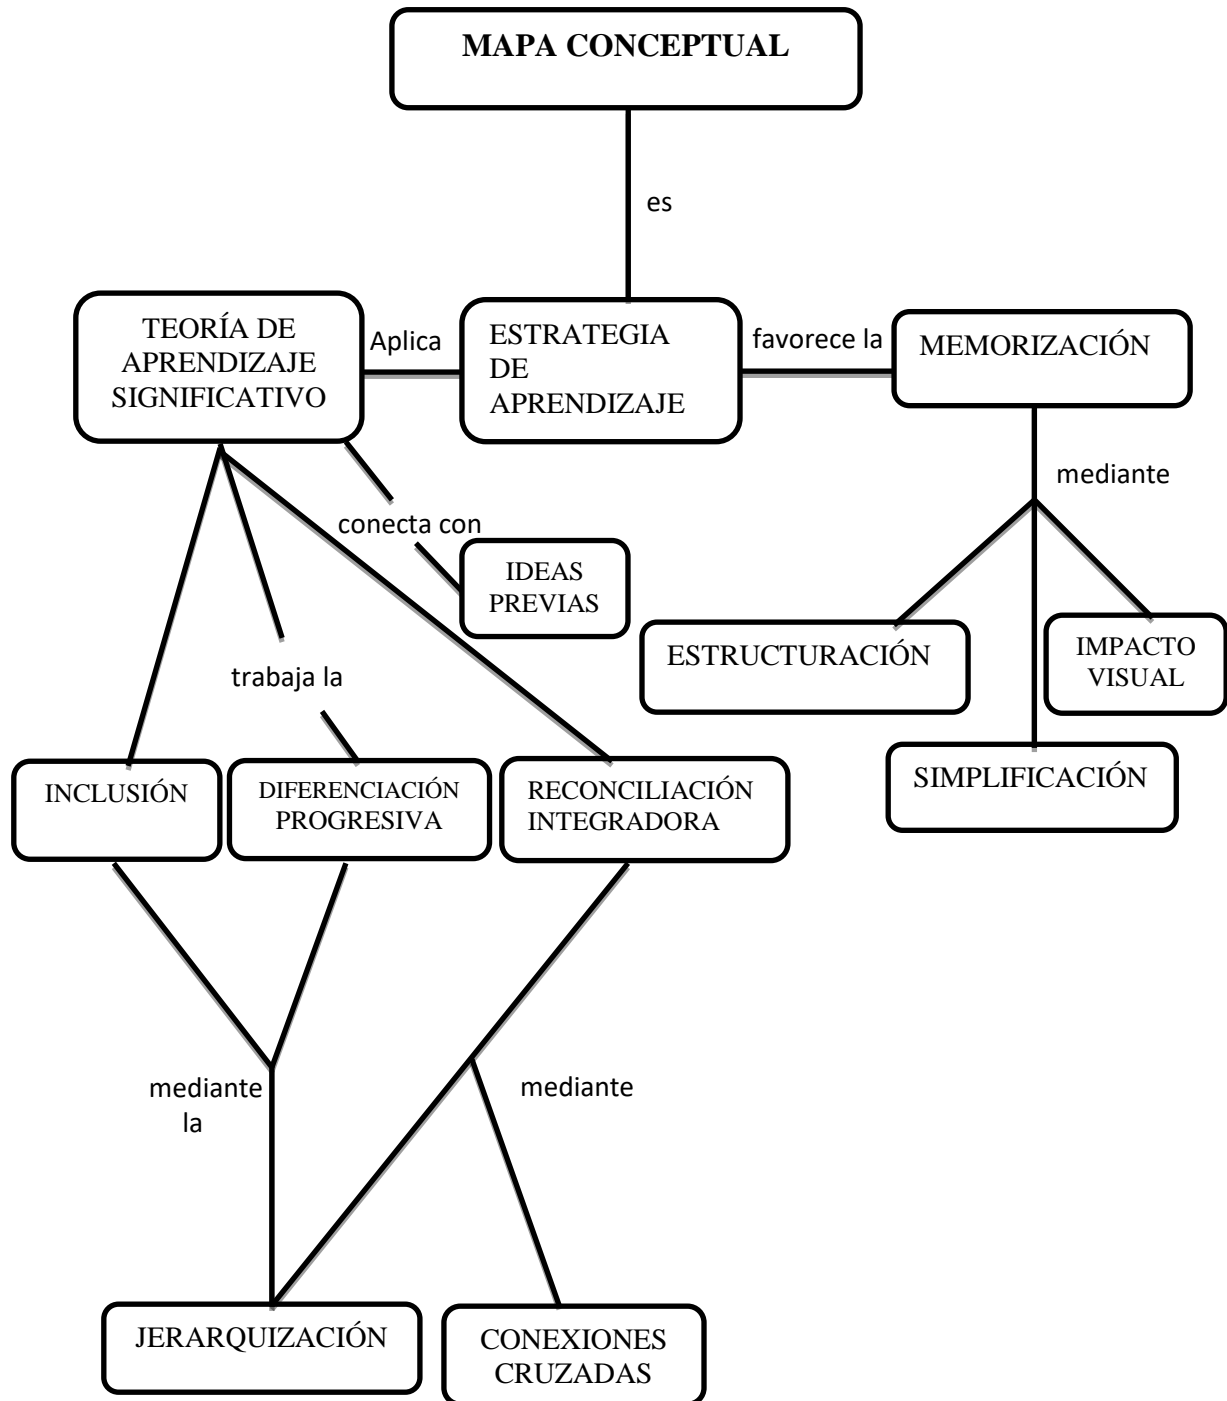 MAPA CONCEPTUAL
es
TEORÍA DE
APRENDIZAJE
SIGNIFICATIVO
Aplica
ESTRATEGIA
DE
APRENDIZAJE
favorece la
MEMORIZACIÓN
mediante
conecta con
IDEAS
PREVIAS
ESTRUCTURACIÓN
IMPACTO
VISUAL
trabaja la
SIMPLIFICACIÓN
INCLUSIÓN
DIFERENCIACIÓN
PROGRESIVA
RECONCILIACIÓN
INTEGRADORA
mediante
la
mediante
JERARQUIZACIÓN
CONEXIONES
CRUZADAS